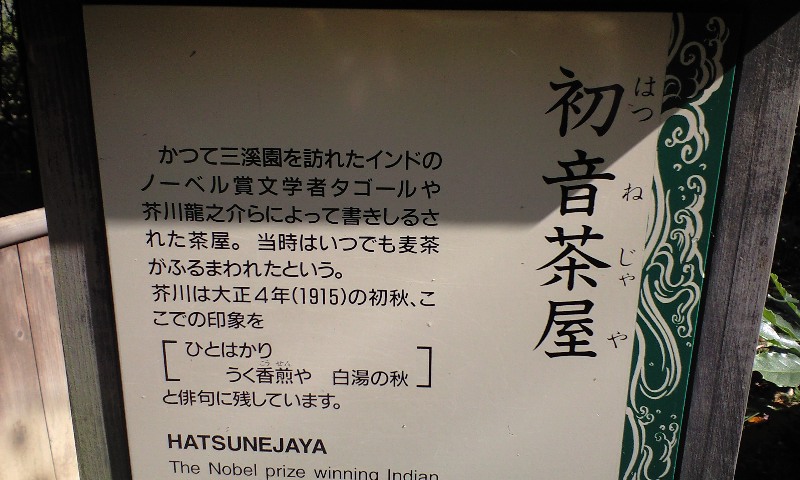 初音茶屋
はつねじゃや
かつて三溪園を訪れたインドの
ノーベル賞文学者タゴールや
芥川龍之介らによって書きしるさ
れた茶屋。当時はいつでも麦茶
がふるまわれたという。
芥川は大正4年(1915)の初秋、こ
こでの印象を
ひとはかり
うく香煎や 白湯の秋
こうせん
と俳句に残しています。
HATSUNEJAYA
The Nobel prize winning Indian